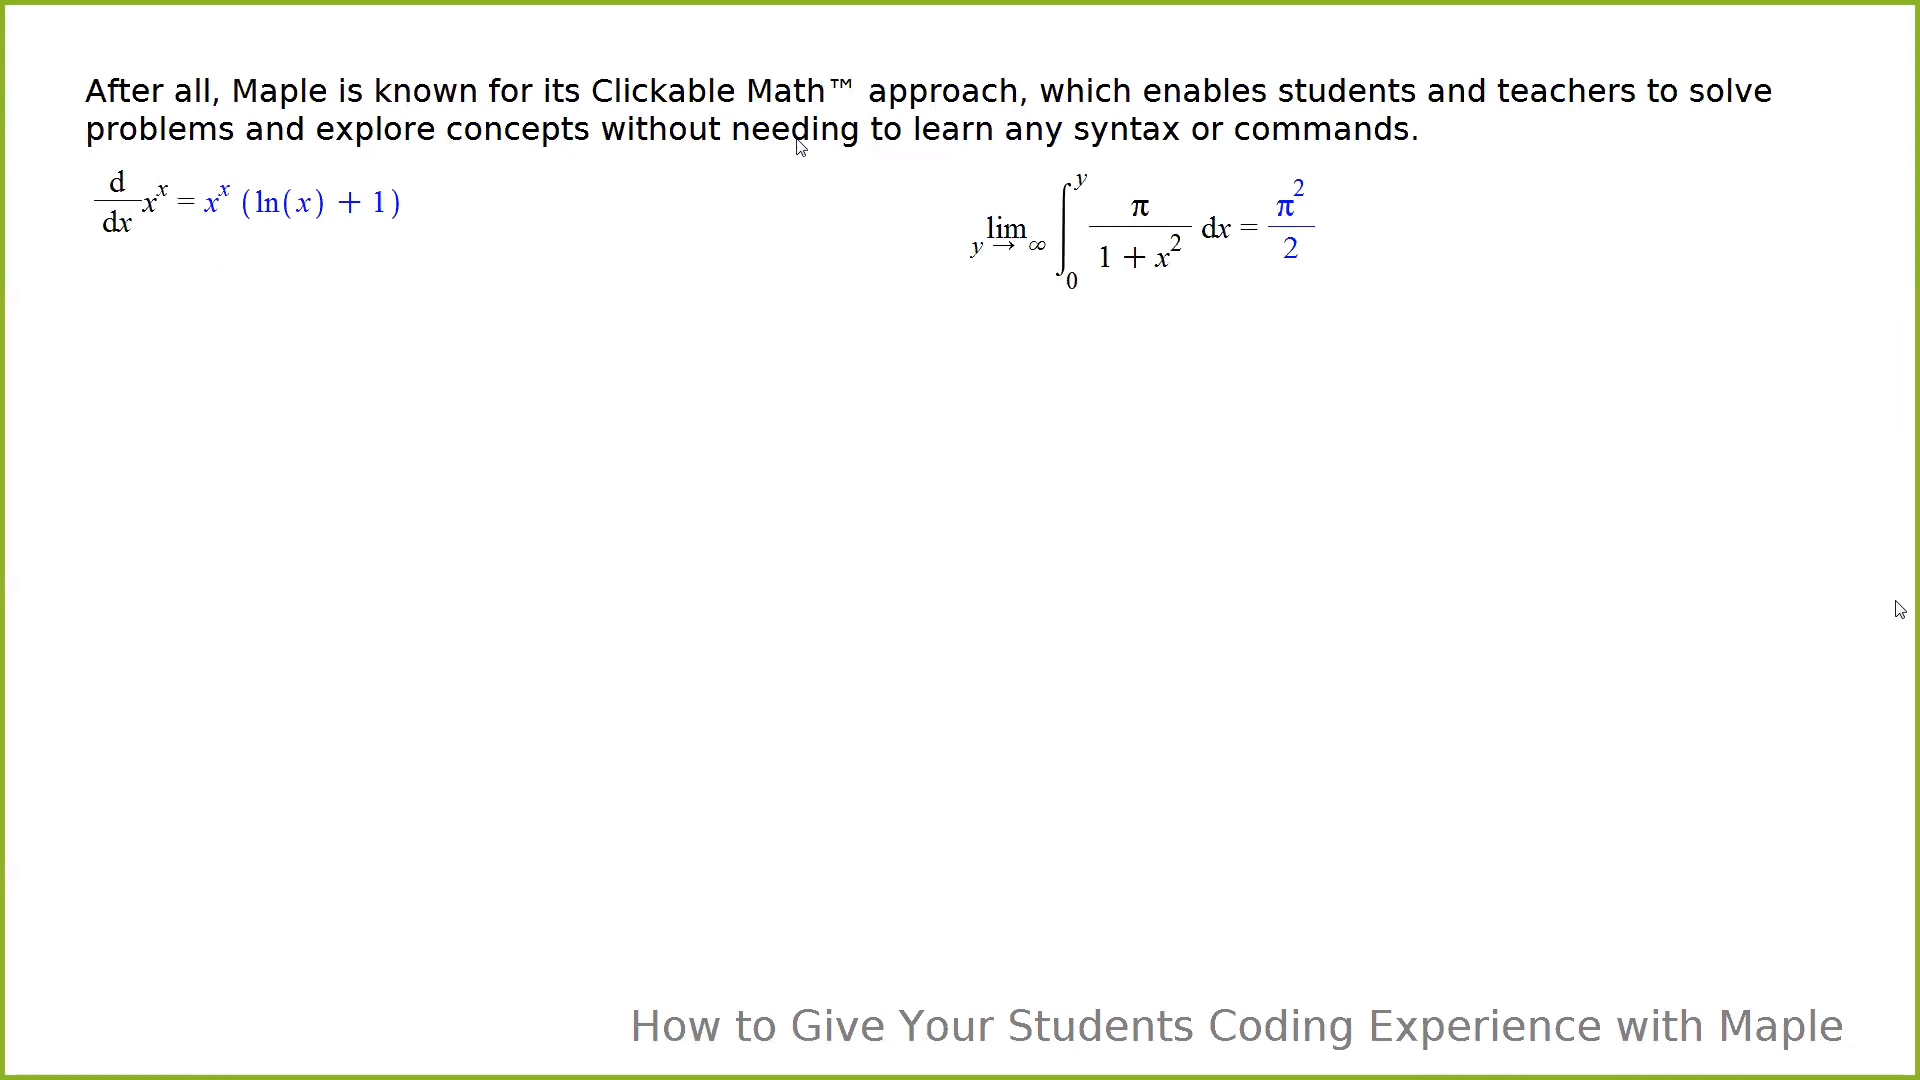 After all, Maple is known for its Clickable Math™ approach, which enables students and teachers to solve
problems and explore concepts without needing to learn any syntax or commands.
d/dx x^x = x^x (ln(x) + 1)
lim y→∞ ∫_0^y π/(1 + x^2) dx = π^2/2
How to Give Your Students Coding Experience with Maple